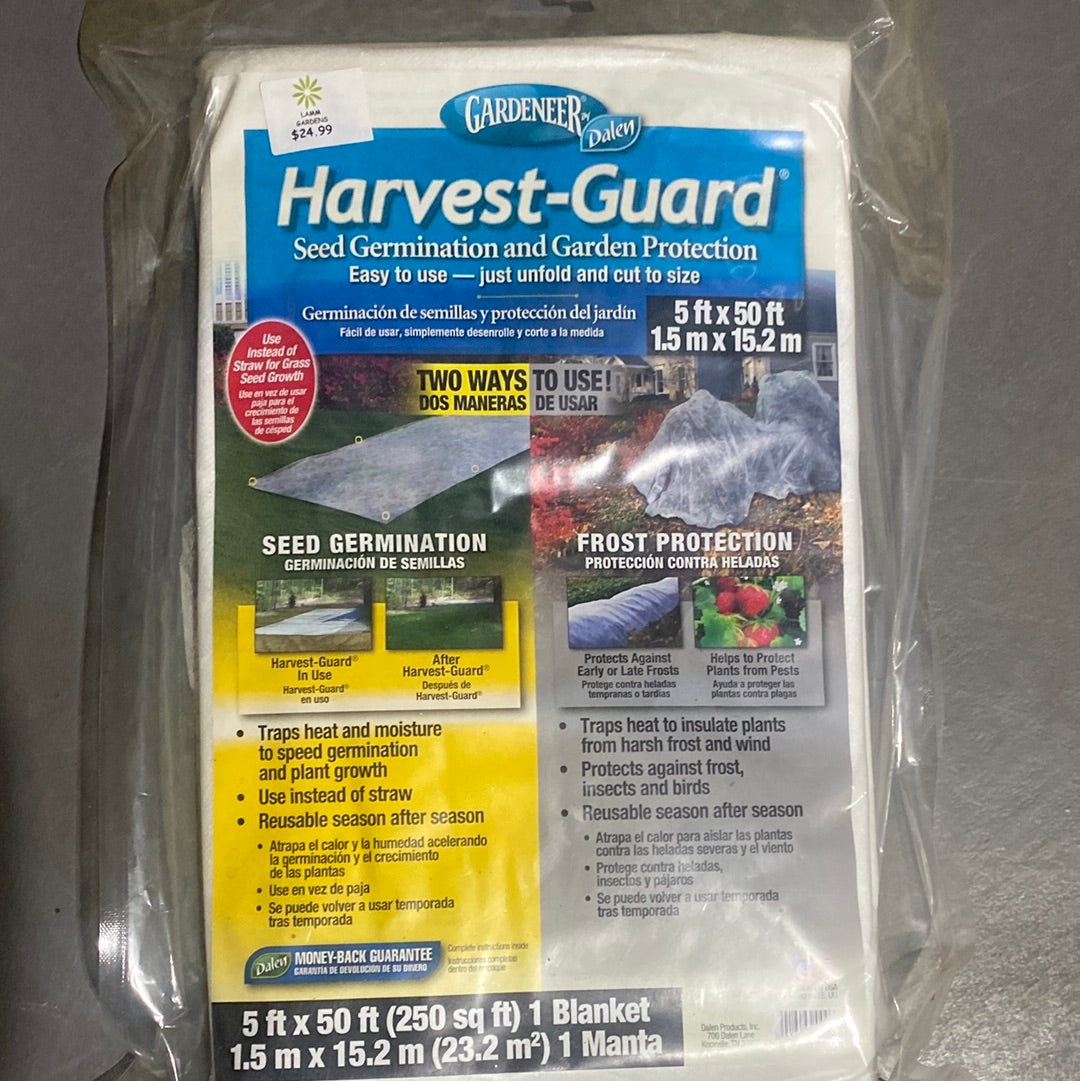 LAMM
GARDENS
$24.99
GARDENEER® BY
Dalen
Harvest-Guard®
Seed Germination and Garden Protection
Easy to use — just unfold and cut to size
Germinación de semillas y protección del jardín
Fácil de usar, simplemente desenrolle y corte a la medida
5 ft x 50 ft
1.5 m x 15.2 m
Use
Instead of
Straw for Grass
Seed Growth
Use en vez de usar
paja para el
crecimiento de
las semillas
de césped
TWO WAYS TO USE!
DOS MANERAS DE USAR
SEED GERMINATION
GERMINACIÓN DE SEMILLAS
Harvest-Guard®
In Use
Harvest-Guard®
en uso
After
Harvest-Guard®
Después de
Harvest-Guard®
• Traps heat and moisture
to speed germination
and plant growth
• Use instead of straw
• Reusable season after season
• Atrapa el calor y la humedad acelerando
la germinación y el crecimiento
de las plantas
• Use en vez de paja
• Se puede volver a usar temporada
tras temporada
FROST PROTECTION
PROTECCIÓN CONTRA HELADAS
Protects Against
Early or Late Frosts
Protege contra heladas
tempranas o tardías
Helps to Protect
Plants from Pests
Ayuda a proteger las
plantas contra plagas
• Traps heat to insulate plants
from harsh frost and wind
• Protects against frost,
insects and birds
• Reusable season after season
• Atrapa el calor para aislar las plantas
contra las heladas severas y el viento
• Protege contra heladas,
insectos y pájaros
• Se puede volver a usar temporada
tras temporada
Dalen MONEY-BACK GUARANTEE
GARANTÍA DE DEVOLUCIÓN DE SU DINERO
Complete instructions inside
Instrucciones completas
dentro del empaque
5 ft x 50 ft (250 sq ft) 1 Blanket
1.5 m x 15.2 m (23.2 m²) 1 Manta
Dalen Products, Inc.
700 Dalen Lane
Knoxville, TN